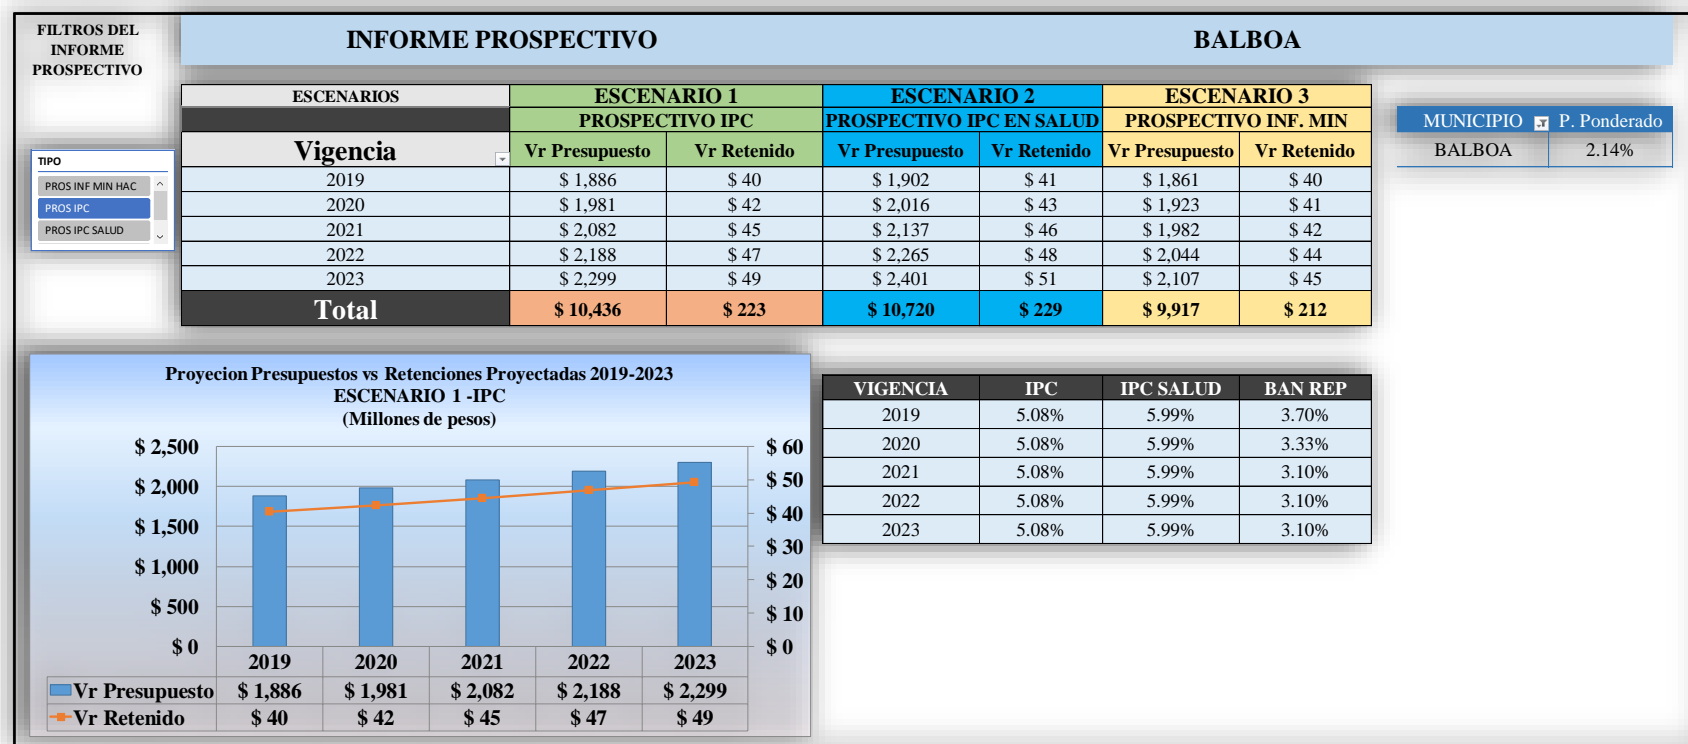 FILTROS DEL
INFORME
PROSPECTIVO
INFORME PROSPECTIVO BALBOA
ESCENARIOS ESCENARIO 1 ESCENARIO 2 ESCENARIO 3
PROSPECTIVO IPC PROSPECTIVO IPC EN SALUD PROSPECTIVO INF. MIN
Vigencia Vr Presupuesto Vr Retenido Vr Presupuesto Vr Retenido Vr Presupuesto Vr Retenido
2019 $ 1,886 $ 40 $ 1,902 $ 41 $ 1,861 $ 40
2020 $ 1,981 $ 42 $ 2,016 $ 43 $ 1,923 $ 41
2021 $ 2,082 $ 45 $ 2,137 $ 46 $ 1,982 $ 42
2022 $ 2,188 $ 47 $ 2,265 $ 48 $ 2,044 $ 44
2023 $ 2,299 $ 49 $ 2,401 $ 51 $ 2,107 $ 45
Total $ 10,436 $ 223 $ 10,720 $ 229 $ 9,917 $ 212
MUNICIPIO P. Ponderado
BALBOA 2.14%
TIPO
PROS INF MIN HAC
PROS IPC
PROS IPC SALUD
Proyecion Presupuestos vs Retenciones Proyectadas 2019-2023
ESCENARIO 1 -IPC
(Millones de pesos)
$ 2,500 $ 60
$ 2,000 $ 50
$ 1,500 $ 40
$ 1,000 $ 30
$ 500 $ 20
$ 0 $ 10
$ 0
2019 2020 2021 2022 2023
Vr Presupuesto $ 1,886 $ 1,981 $ 2,082 $ 2,188 $ 2,299
Vr Retenido $ 40 $ 42 $ 45 $ 47 $ 49
VIGENCIA IPC IPC SALUD BAN REP
2019 5.08% 5.99% 3.70%
2020 5.08% 5.99% 3.33%
2021 5.08% 5.99% 3.10%
2022 5.08% 5.99% 3.10%
2023 5.08% 5.99% 3.10%